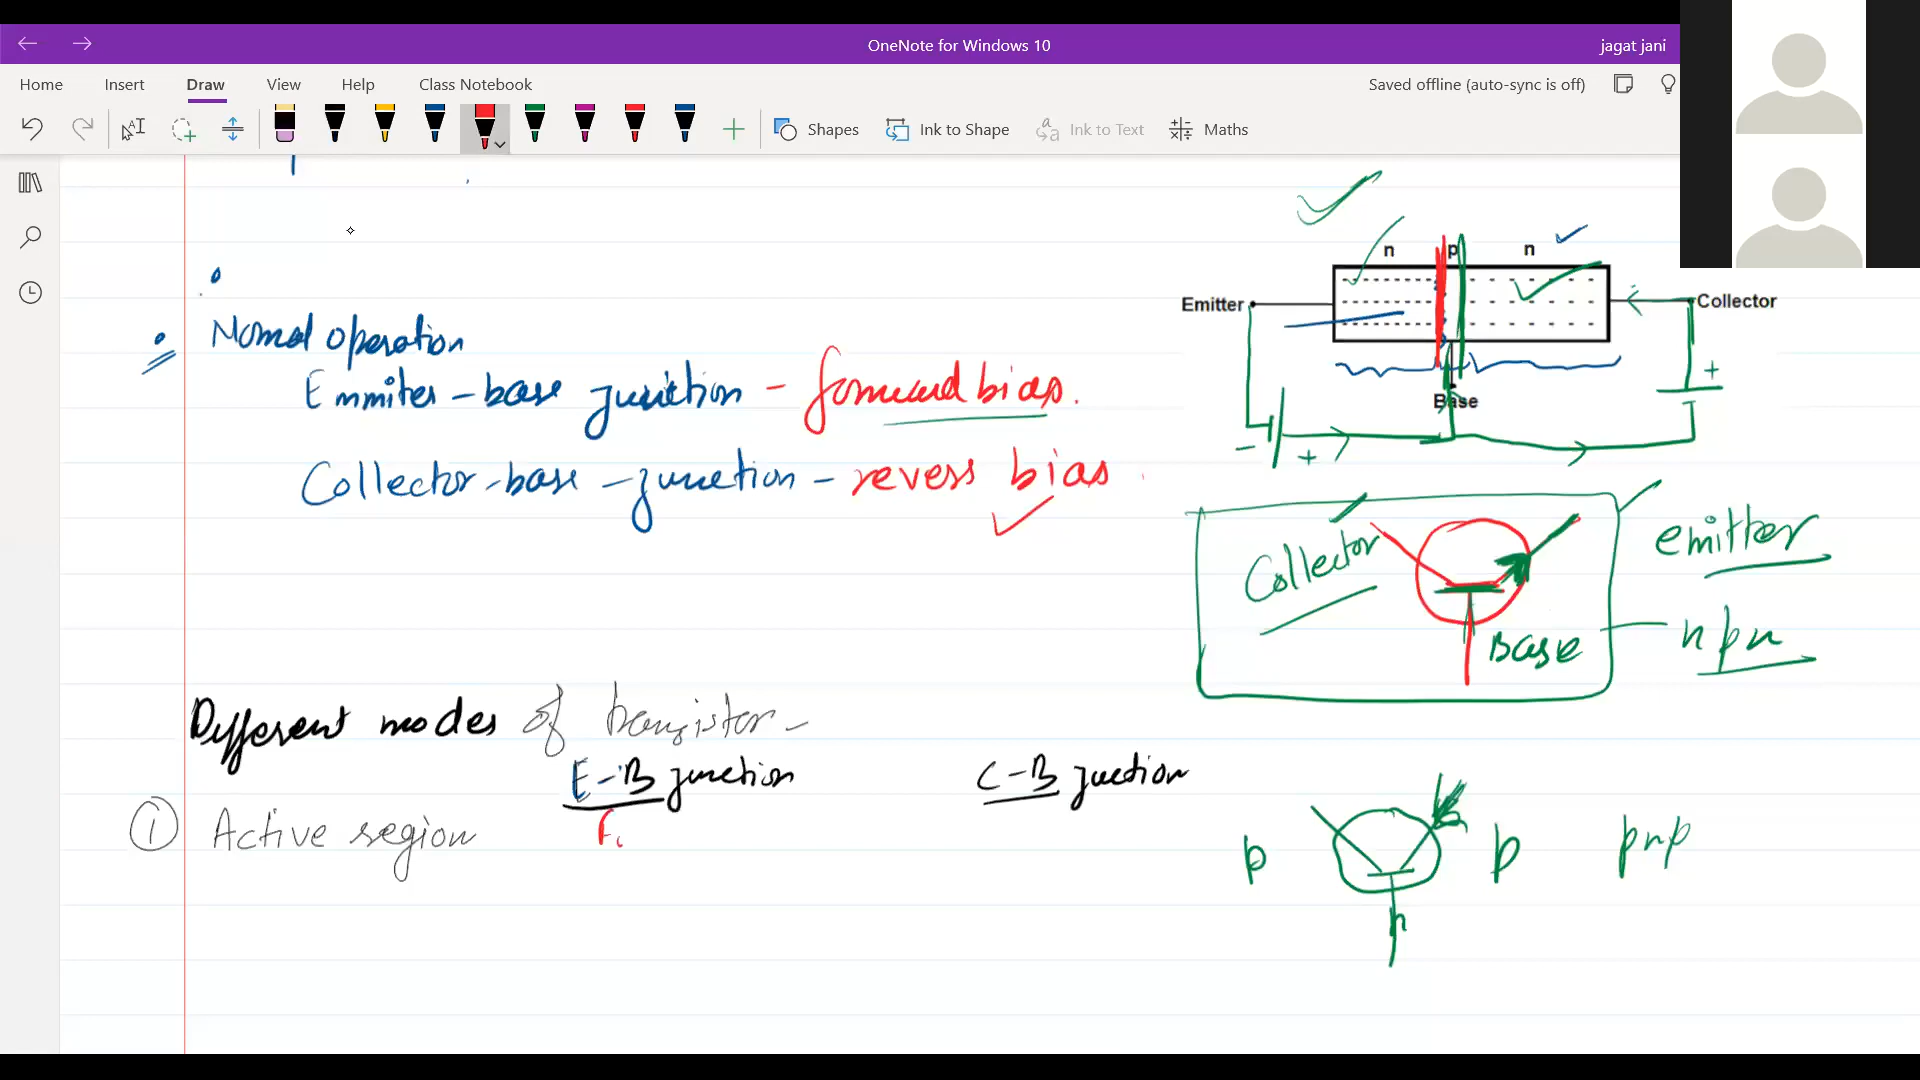 OneNote for Windows 10
jagat jani
Home Insert Draw View Help Class Notebook
Saved offline (auto-sync is off)
Shapes
Ink to Shape
Ink to Text
Maths
n p n
Emitter
Collector
Base
+
- +
Nomal operation
Emmiter - base junction - forward bias.
Collector - base - junction - revers bias
Collector
Base
emitter
npn
Different modes of transistor -
E-B junction
C-B juction
① Active region
F.
p
n
p
pnp